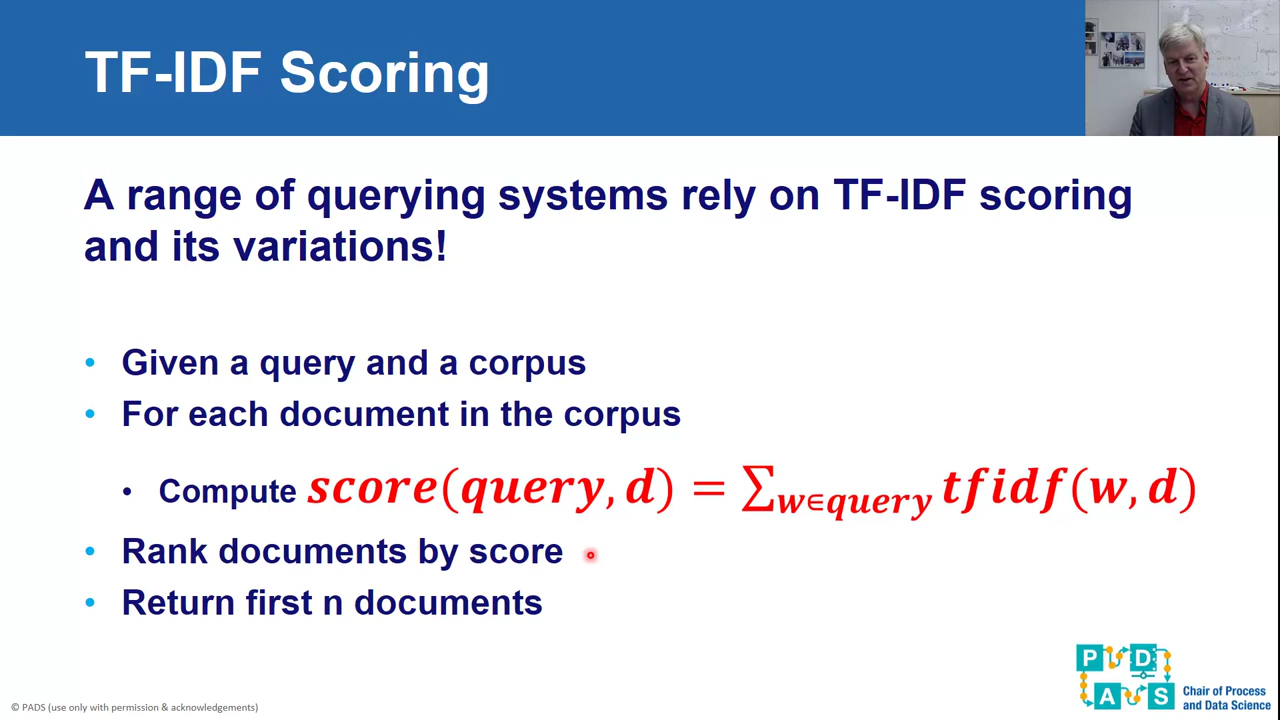 TF-IDF Scoring
A range of querying systems rely on TF-IDF scoring
and its variations!
• Given a query and a corpus
• For each document in the corpus
• Compute score(query, d) = ∑w∈query tfidf(w, d)
• Rank documents by score
• Return first n documents
P D
A S
Chair of Process
and Data Science
© PADS (use only with permission & acknowledgements)